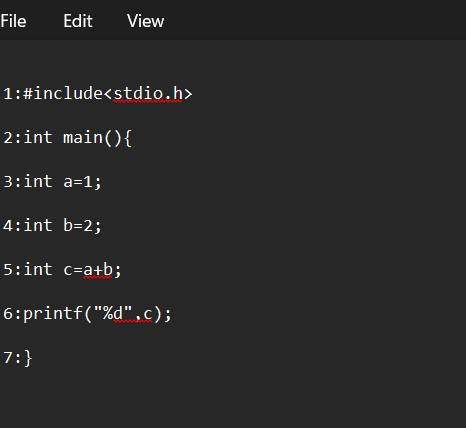 File Edit View
1:#include<stdio.h>
2:int main(){
3:int a=1;
4:int b=2;
5:int c=a+b;
6:printf("%d",c);
7:}